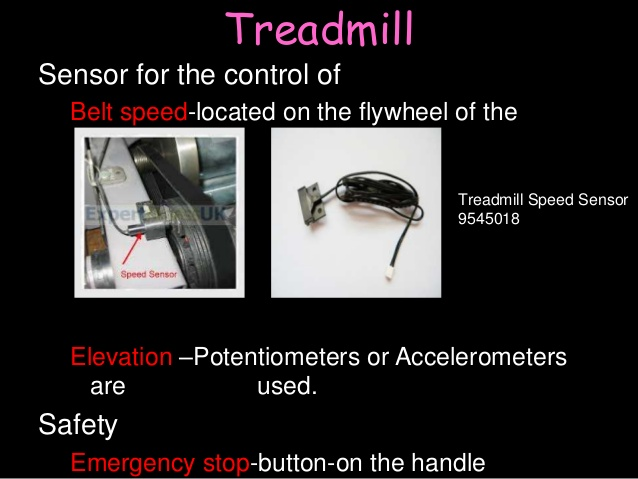 Treadmill
Sensor for the control of
Belt speed-located on the flywheel of the
Speed Sensor
Treadmill Speed Sensor
9545018
Elevation –Potentiometers or Accelerometers
are used.
Safety
Emergency stop-button-on the handle